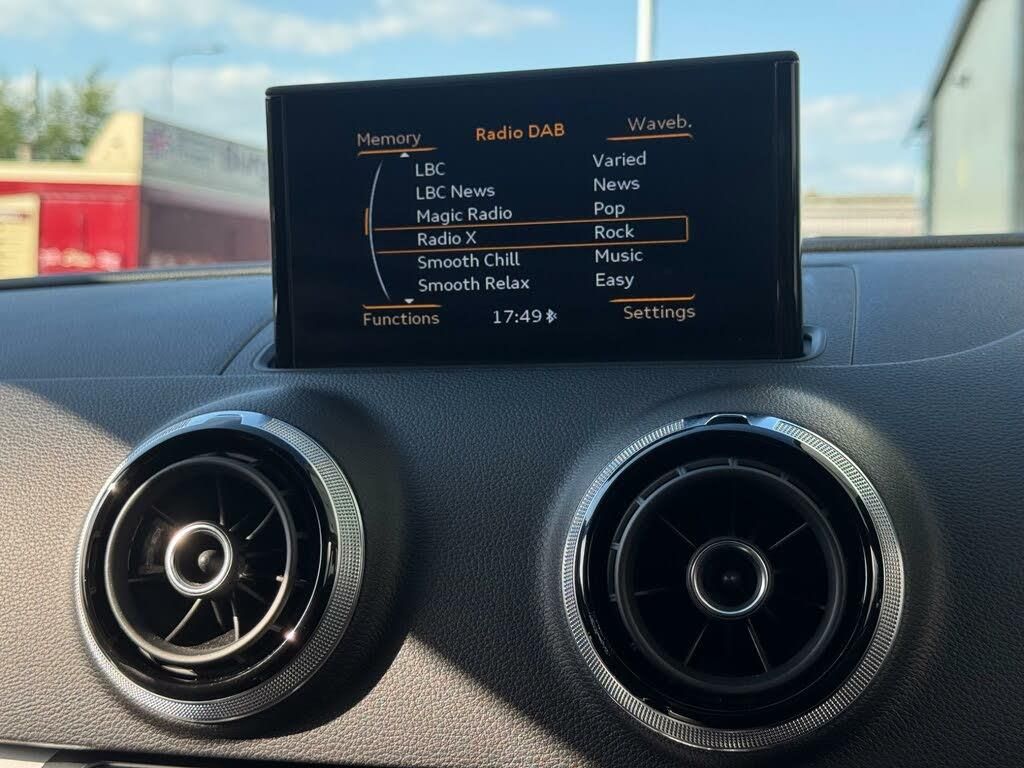 Memory Radio DAB Waveb.
LBC Varied
LBC News News
Magic Radio Pop
Radio X Rock
Smooth Chill Music
Smooth Relax Easy
Functions 17:49 Settings